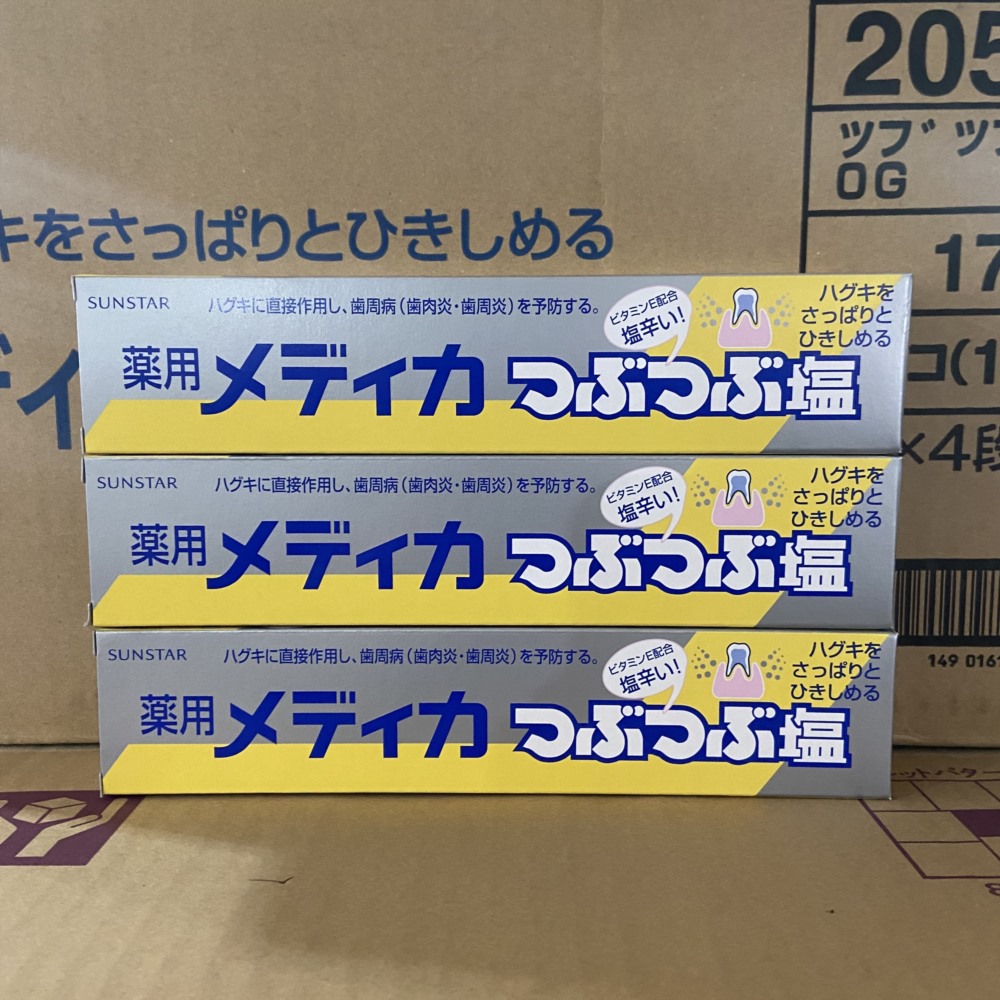 205
ツブ ツ
0G
17
キをさっぱりとひきしめる
コ(1
×4段
149 0161
SUNSTAR
ハグキに直接作用し、歯周病(歯肉炎・歯周炎)を予防する。
ビタミンE配合
塩辛い!
ハグキを
さっぱりと
ひきしめる
薬用 メディカ つぶつぶ塩
SUNSTAR
ハグキに直接作用し、歯周病(歯肉炎・歯周炎)を予防する。
ビタミンE配合
塩辛い!
ハグキを
さっぱりと
ひきしめる
薬用 メディカ つぶつぶ塩
SUNSTAR
ハグキに直接作用し、歯周病(歯肉炎・歯周炎)を予防する。
ビタミンE配合
塩辛い!
ハグキを
さっぱりと
ひきしめる
薬用 メディカ つぶつぶ塩
ットパター